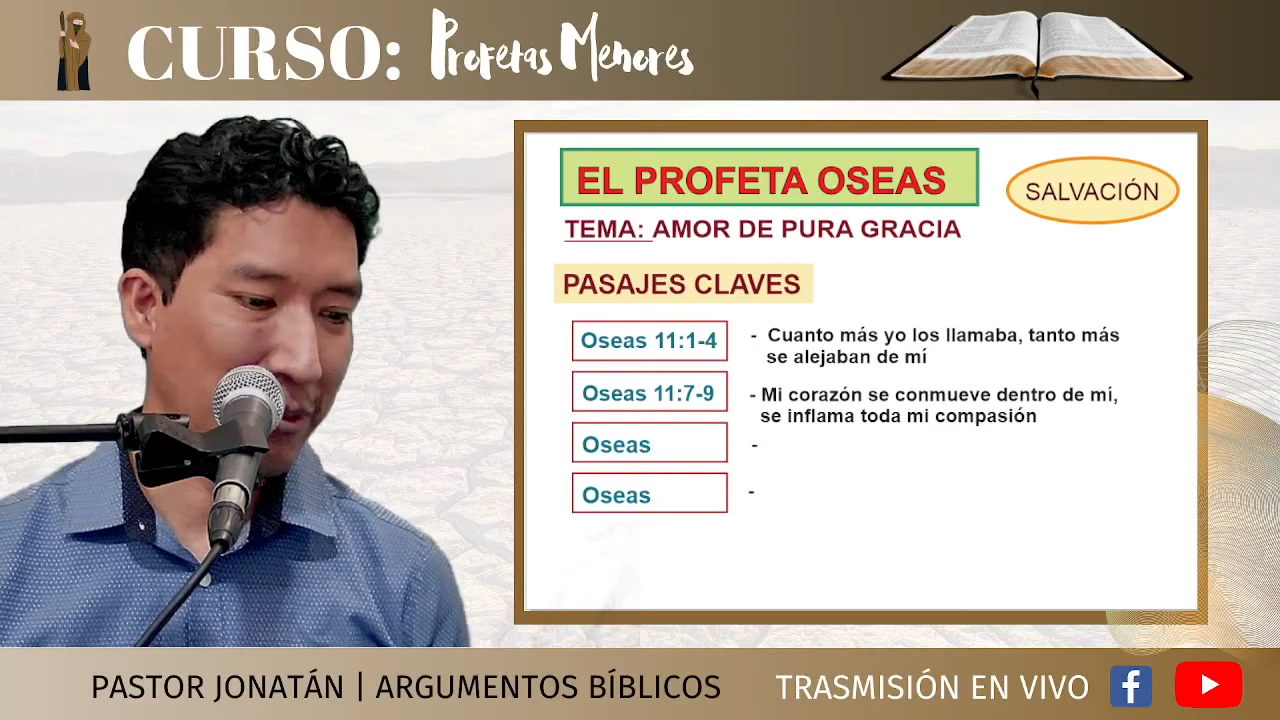 CURSO: Profetas Menores
EL PROFETA OSEAS
SALVACIÓN
TEMA: AMOR DE PURA GRACIA
PASAJES CLAVES
Oseas 11:1-4
- Cuanto más yo los llamaba, tanto más
se alejaban de mí
Oseas 11:7-9
- Mi corazón se conmueve dentro de mí,
se inflama toda mi compasión
Oseas
-
Oseas
-
PASTOR JONATÁN | ARGUMENTOS BÍBLICOS
TRASMISIÓN EN VIVO